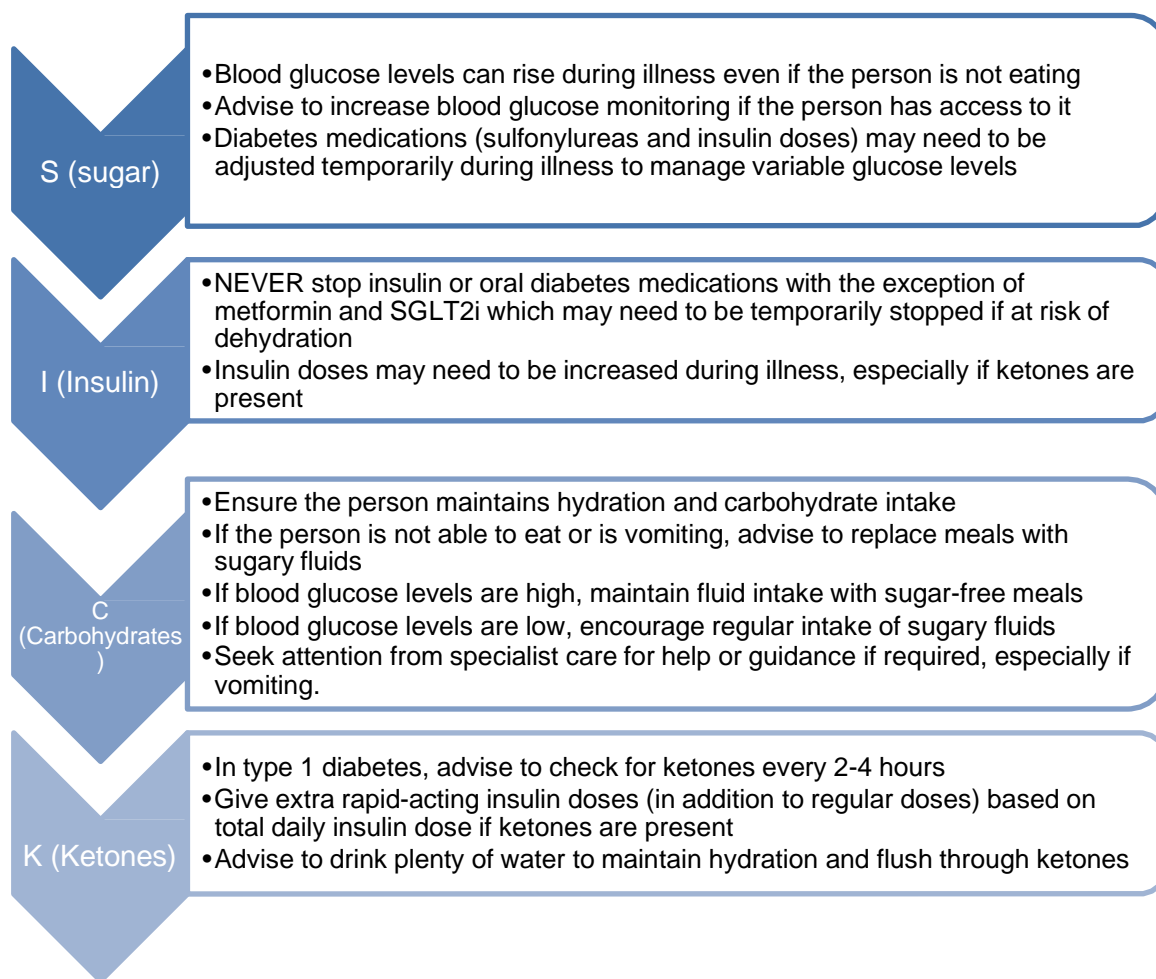 S (sugar)
•Blood glucose levels can rise during illness even if the person is not eating
•Advise to increase blood glucose monitoring if the person has access to it
•Diabetes medications (sulfonylureas and insulin doses) may need to be
adjusted temporarily during illness to manage variable glucose levels
I (Insulin)
•NEVER stop insulin or oral diabetes medications with the exception of
metformin and SGLT2i which may need to be temporarily stopped if at risk of
dehydration
•Insulin doses may need to be increased during illness, especially if ketones are
present
C
(Carbohydrates
)
•Ensure the person maintains hydration and carbohydrate intake
•If the person is not able to eat or is vomiting, advise to replace meals with
sugary fluids
•If blood glucose levels are high, maintain fluid intake with sugar-free meals
•If blood glucose levels are low, encourage regular intake of sugary fluids
•Seek attention from specialist care for help or guidance if required, especially if
vomiting.
K (Ketones)
•In type 1 diabetes, advise to check for ketones every 2-4 hours
•Give extra rapid-acting insulin doses (in addition to regular doses) based on
total daily insulin dose if ketones are present
•Advise to drink plenty of water to maintain hydration and flush through ketones